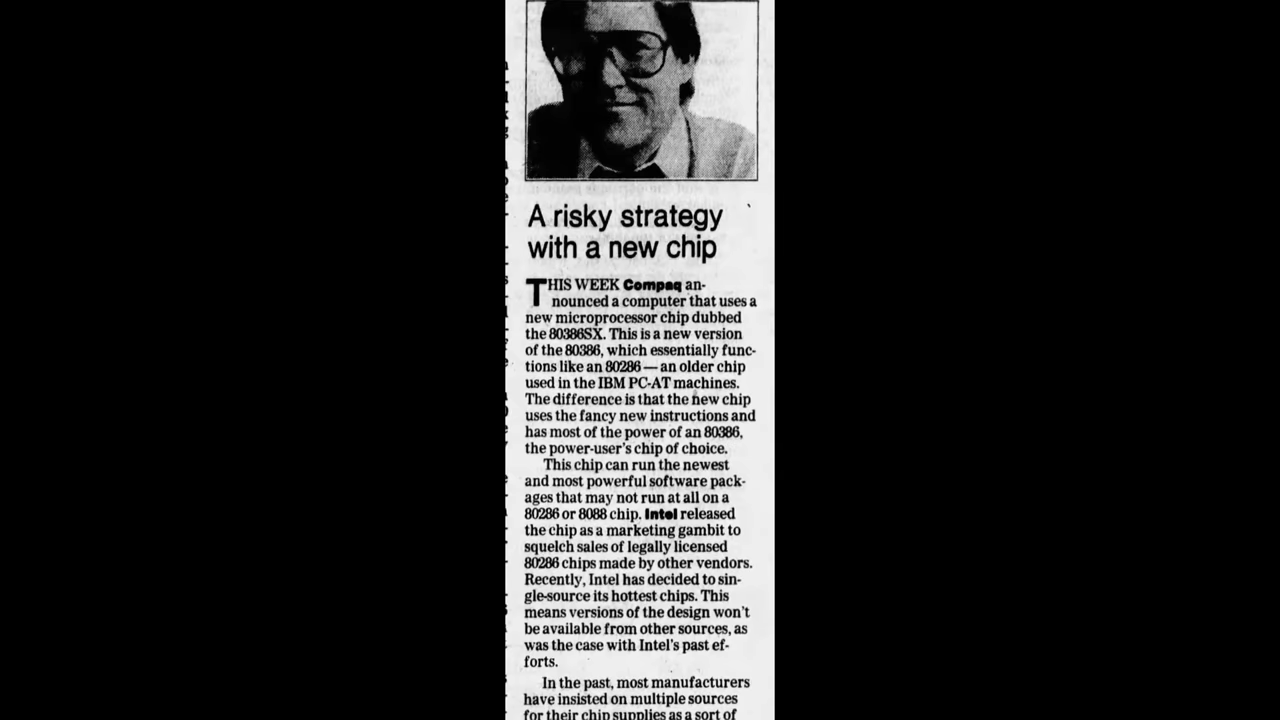 A risky strategy
with a new chip
THIS WEEK Compaq an-
nounced a computer that uses a
new microprocessor chip dubbed
the 80386SX. This is a new version
of the 80386, which essentially func-
tions like an 80286 — an older chip
used in the IBM PC-AT machines.
The difference is that the new chip
uses the fancy new instructions and
has most of the power of an 80386,
the power-user's chip of choice.
This chip can run the newest
and most powerful software pack-
ages that may not run at all on a
80286 or 8088 chip. Intel released
the chip as a marketing gambit to
squelch sales of legally licensed
80286 chips made by other vendors.
Recently, Intel has decided to sin-
gle-source its hottest chips. This
means versions of the design won't
be available from other sources, as
was the case with Intel's past ef-
forts.
In the past, most manufacturers
have insisted on multiple sources
for their chip supplies as a sort of